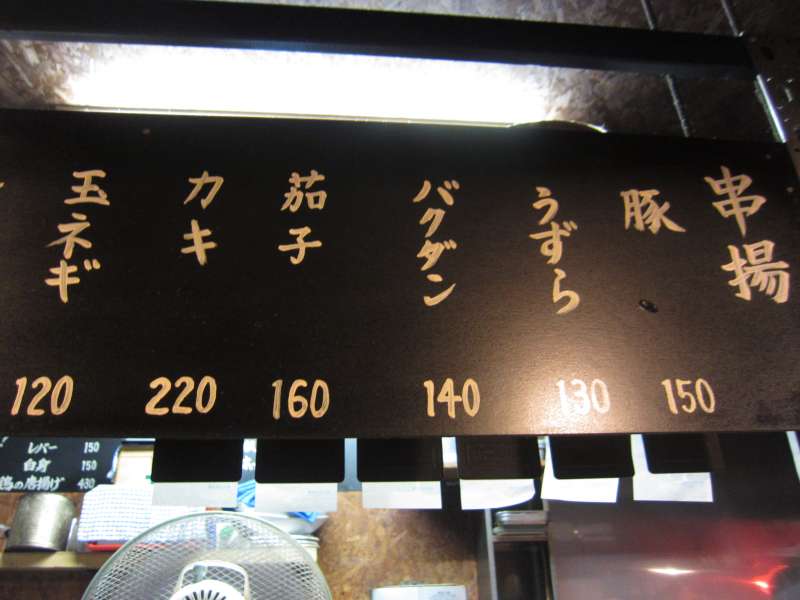 串揚
豚
150
うずら
130
バクダン
140
茄子
160
カキ
220
玉ネギ
120
レバー 150
白身 150
鶏の唐揚げ 430